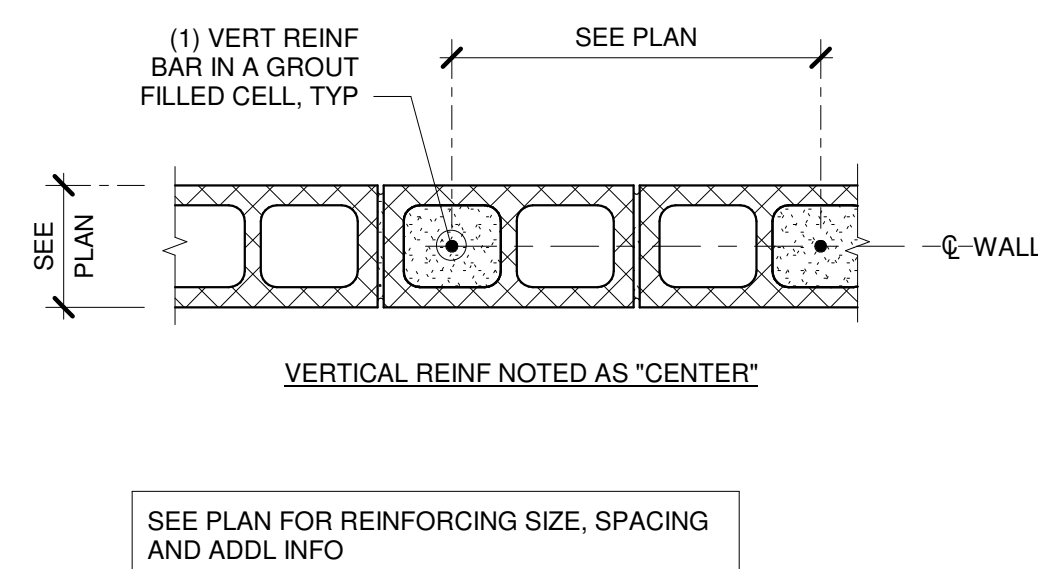 (1) VERT REINF
BAR IN A GROUT
FILLED CELL, TYP
SEE PLAN
SEE
PLAN
℄ WALL
VERTICAL REINF NOTED AS "CENTER"
SEE PLAN FOR REINFORCING SIZE, SPACING
AND ADDL INFO